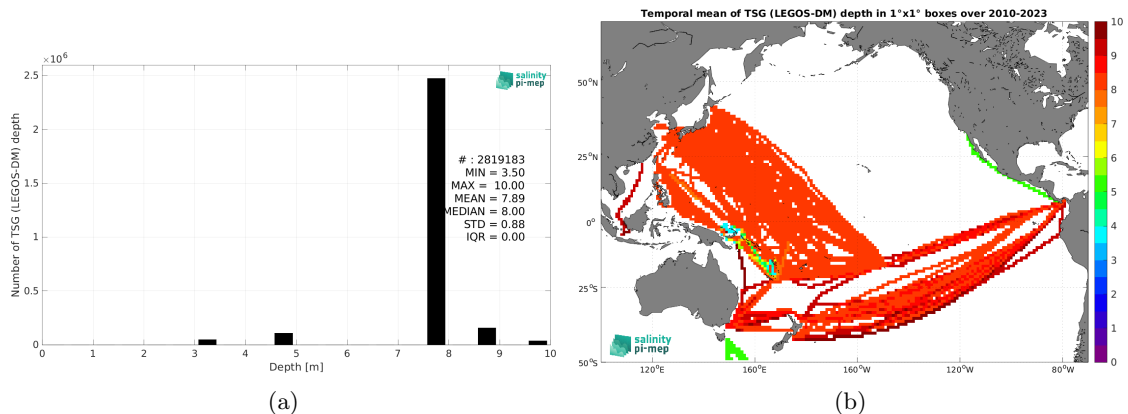 ×10⁶
2.5
2
1.5
1
0.5
0
Number of TSG (LEGOS-DM) depth
salinity
pi-mep
# : 2819183
MIN = 3.50
MAX = 10.00
MEAN = 7.89
MEDIAN = 8.00
STD = 0.88
IQR = 0.00
0 1 2 3 4 5 6 7 8 9 10
Depth [m]
(a)
Temporal mean of TSG (LEGOS-DM) depth in 1°x1° boxes over 2010-2023
50°N
25°N
0°
25°S
50°S
salinity
pi-mep
120°E 160°E 160°W 120°W 80°W
10
9
8
7
6
5
4
3
2
1
0
(b)